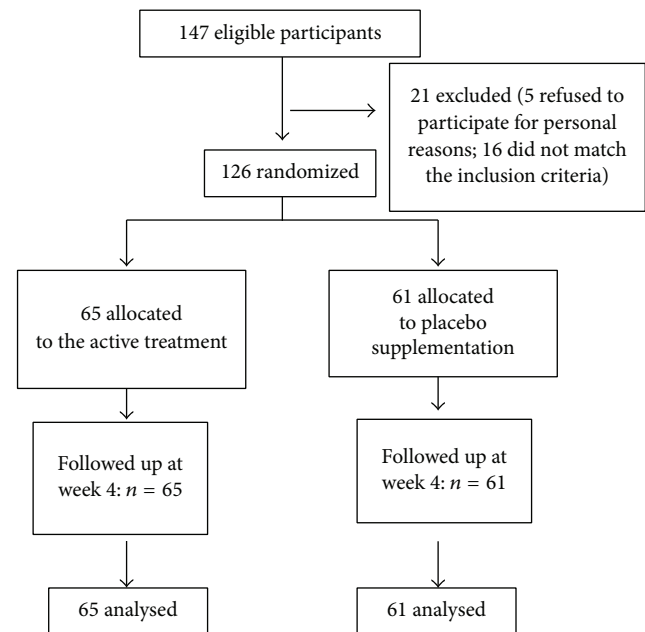 147 eligible participants
21 excluded (5 refused to
participate for personal
reasons; 16 did not match
the inclusion criteria)
126 randomized
65 allocated
to the active treatment
61 allocated
to placebo
supplementation
Followed up at
week 4: n = 65
Followed up at
week 4: n = 61
65 analysed
61 analysed